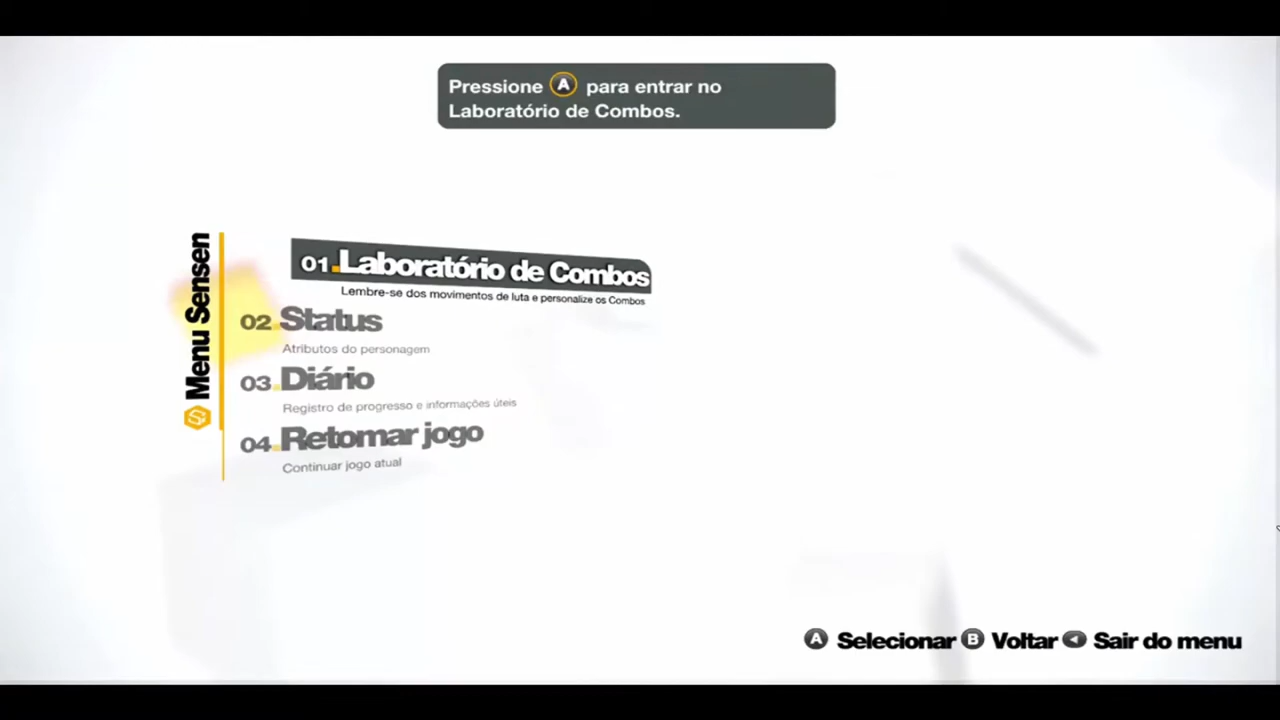 Pressione A para entrar no
Laboratório de Combos.
Menu Sensen
01.Laboratório de Combos
Lembre-se dos movimentos de luta e personalize os Combos
02.Status
Atributos do personagem
03.Diário
Registro de progresso e informações úteis
04.Retomar jogo
Continuar jogo atual
A Selecionar B Voltar Sair do menu